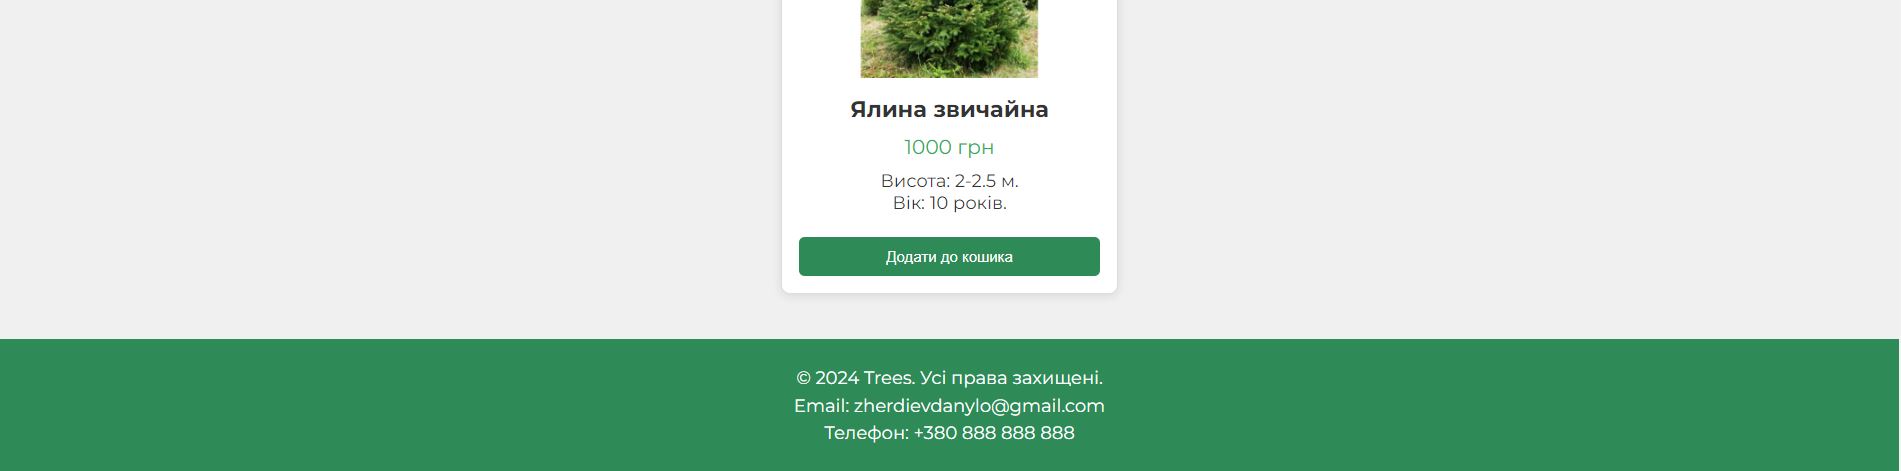 Ялина звичайна
1000 грн
Висота: 2-2.5 м.
Вік: 10 років.
Додати до кошика
© 2024 Trees. Усі права захищені.
Email: zherdievdanylo@gmail.com
Телефон: +380 888 888 888